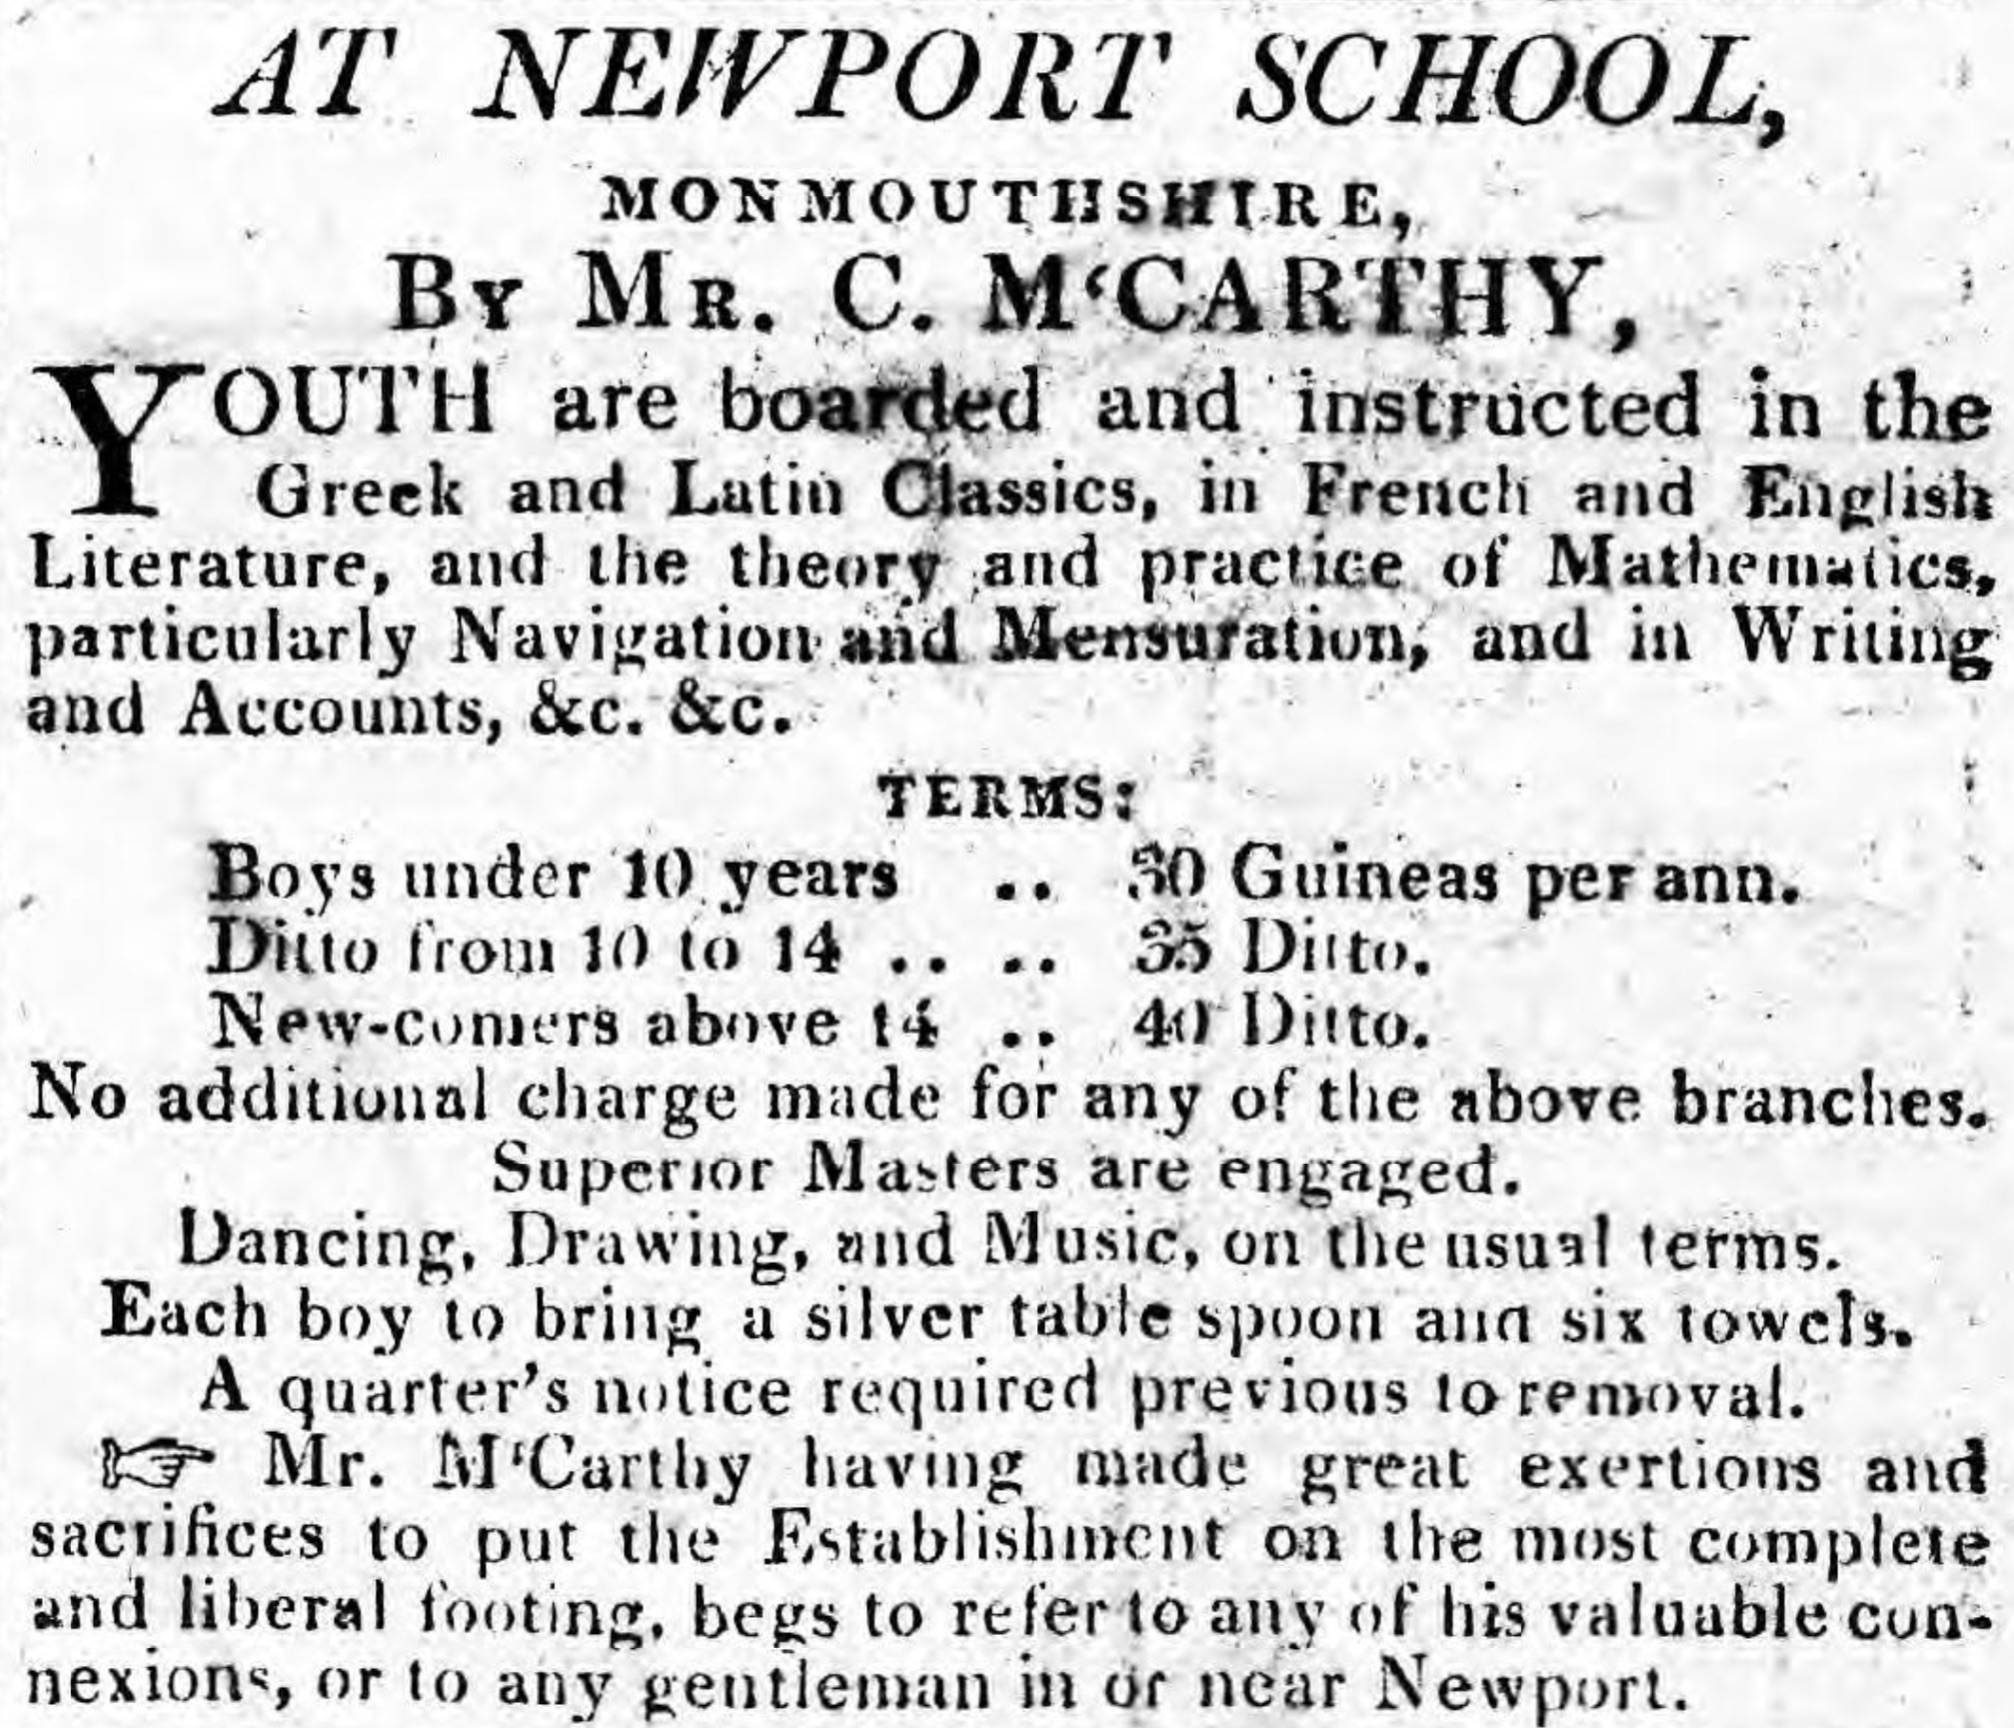 AT NEWPORT SCHOOL,
MONMOUTHSHIRE,
BY MR. C. M‘CARTHY,
YOUTH are boarded and instructed in the
Greek and Latin Classics, in French and English
Literature, and the theory and practice of Mathematics,
particularly Navigation and Mensuration, and in Writing
and Accounts, &c. &c.
TERMS:
Boys under 10 years .. 30 Guineas per ann.
Ditto from 10 to 14 .. .. 35 Ditto.
New-comers above 14 .. 40 Ditto.
No additional charge made for any of the above branches.
Superior Masters are engaged.
Dancing, Drawing, and Music, on the usual terms.
Each boy to bring a silver table spoon and six towels.
A quarter's notice required previous to removal.
☞ Mr. M‘Carthy having made great exertions and
sacrifices to put the Establishment on the most complete
and liberal footing, begs to refer to any of his valuable con-
nexions, or to any gentleman in or near Newport.